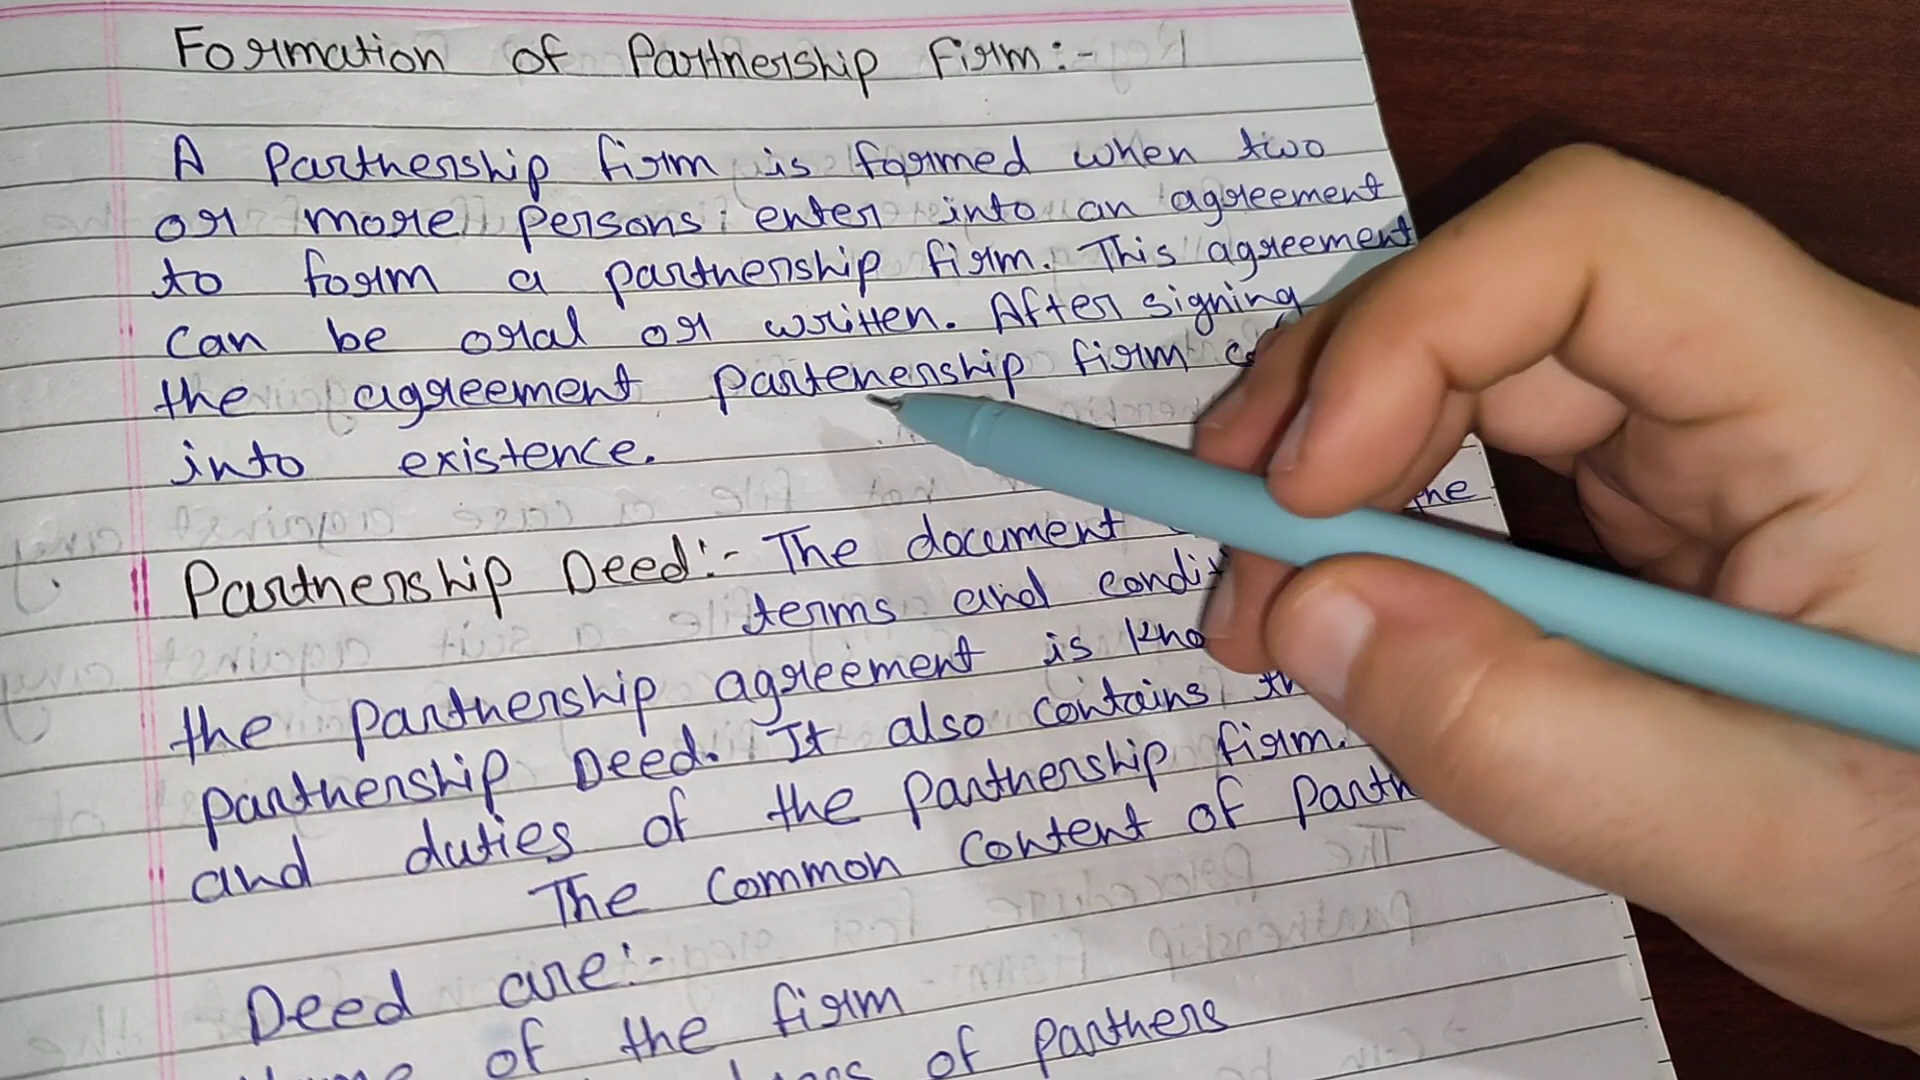 Formation of Partnership Firm:-
A Partnership firm is formed when two
or more persons enter into an agreement
to form a partnership firm. This agreement
can be oral or written. After signing
the agreement partenership firm
into existence.
the
Partnership Deed:- The document
terms and
the partnership agreement is
partnership Deed. It also contains
and duties of the partnership firm.
The Common Content of
Deed are:-
of the firm
of partners